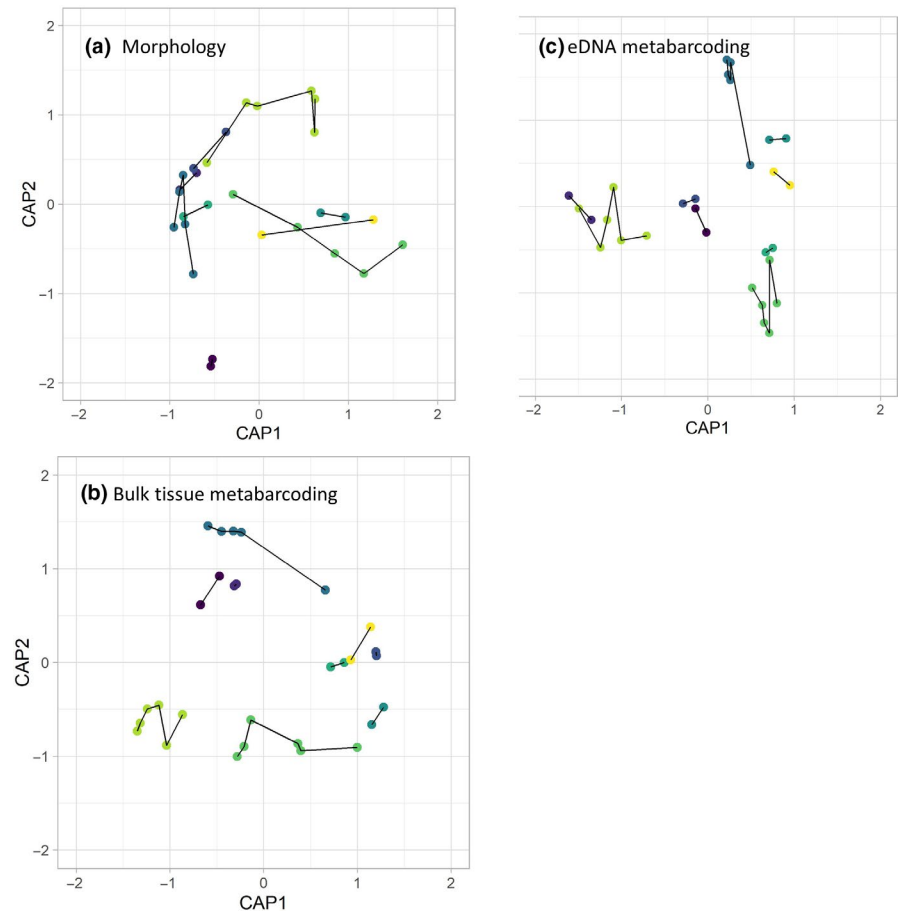 (a) Morphology
2
1
0
−1
−2
CAP2
−2 −1 0 1 2
CAP1
(c) eDNA metabarcoding
−2 −1 0 1 2
CAP1
(b) Bulk tissue metabarcoding
2
1
0
−1
−2
CAP2
−2 −1 0 1 2
CAP1